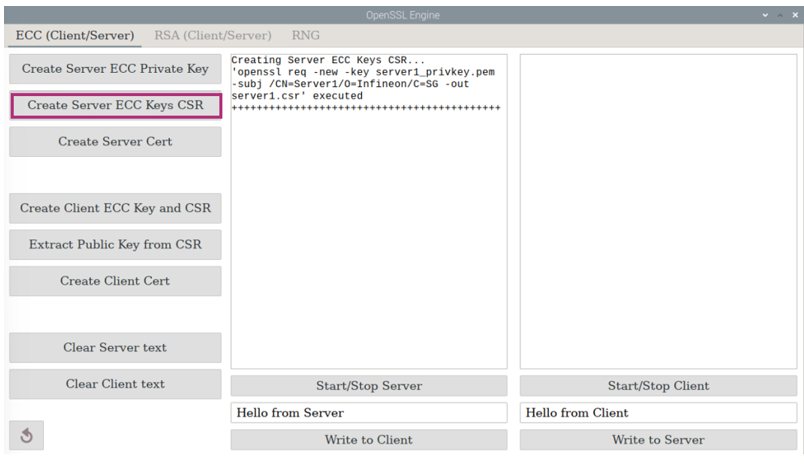 OpenSSL Engine
ECC (Client/Server) RSA (Client/Server) RNG
Create Server ECC Private Key
Create Server ECC Keys CSR
Create Server Cert
Create Client ECC Key and CSR
Extract Public Key from CSR
Create Client Cert
Clear Server text
Clear Client text
Creating Server ECC Keys CSR...
'openssl req -new -key server1_privkey.pem
-subj /CN=Server1/O=Infineon/C=SG -out
server1.csr' executed
+++++++++++++++++++++++++++++++++++++++++++
Start/Stop Server
Hello from Server
Write to Client
Start/Stop Client
Hello from Client
Write to Server